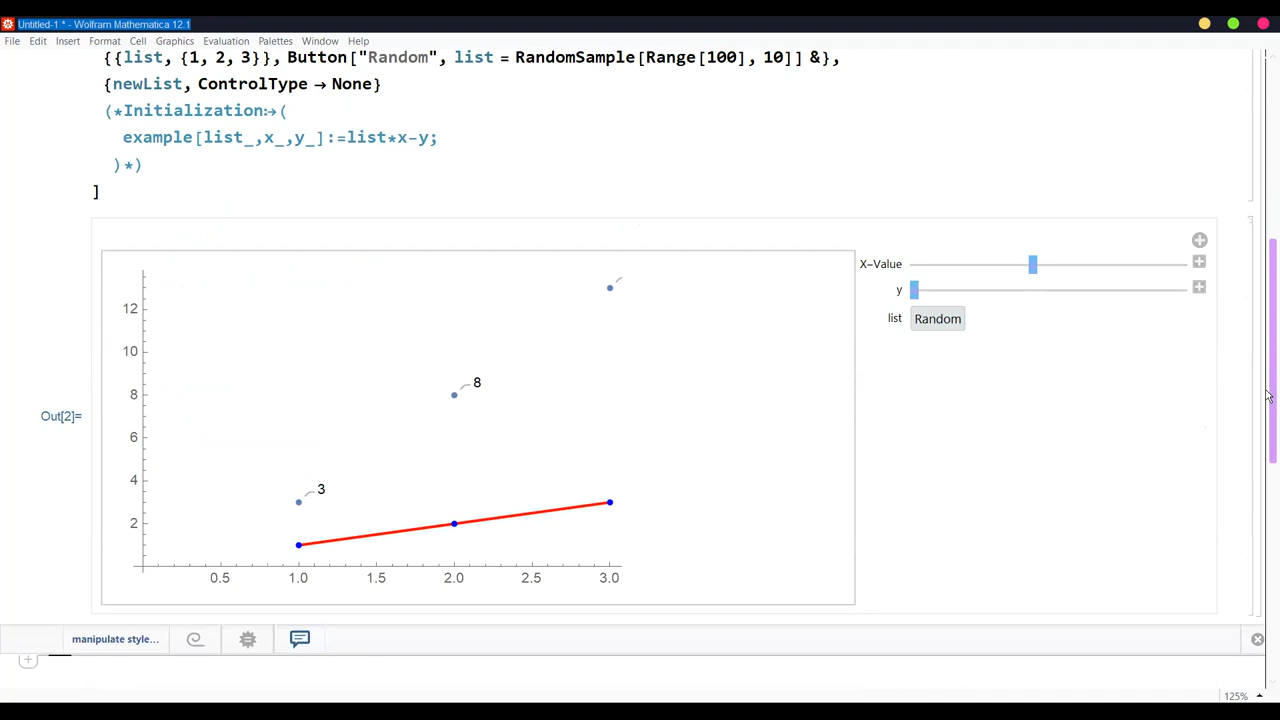 Untitled-1 * - Wolfram Mathematica 12.1
File Edit Insert Format Cell Graphics Evaluation Palettes Window Help
{{list, {1, 2, 3}}, Button["Random", list = RandomSample[Range[100], 10]] &},
{newList, ControlType → None}
(*Initialization:→(
example[list_,x_,y_]:=list*x-y;
)*)
]
X-Value
y
list Random
12
10
8
8
6
Out[2]=
4
3
2
0.5 1.0 1.5 2.0 2.5 3.0
manipulate style...
125%